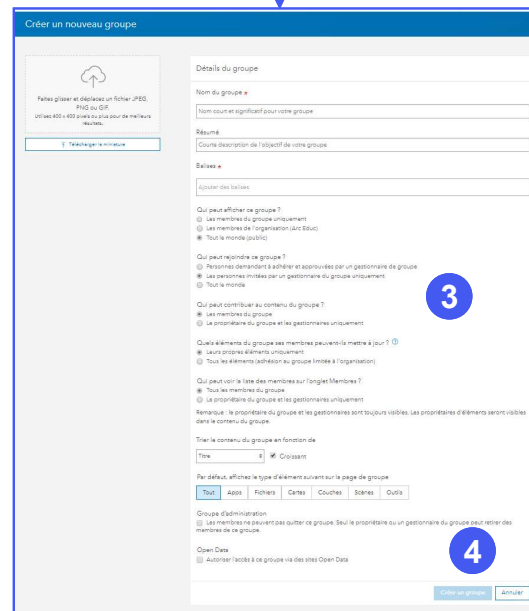 Créer un nouveau groupe
Faites glisser et déplacez un fichier JPEG,
PNG ou GIF.
Utilisez 400 x 400 pixels ou plus pour de meilleurs
résultats.
Télécharger la miniature
Détails du groupe
Nom du groupe ★
Nom court et significatif pour votre groupe
Résumé
Courte description de l'objectif de votre groupe
Balises ★
Ajouter des balises
Qui peut afficher ce groupe ?
Les membres du groupe uniquement
Les membres de l'organisation (Arc Educ)
Tout le monde (public)
Qui peut rejoindre ce groupe ?
Personnes demandant à adhérer et approuvées par un gestionnaire de groupe
Les personnes invitées par un gestionnaire du groupe uniquement
Tout le monde
3
Qui peut contribuer au contenu du groupe ?
Les membres du groupe
Le propriétaire du groupe et les gestionnaires uniquement
Quels éléments du groupe ses membres peuvent-ils mettre à jour ? ?
Leurs propres éléments uniquement
Tous les éléments (adhésion au groupe limitée à l'organisation)
Qui peut voir la liste des membres sur l'onglet Membres ?
Tous les membres du groupe
Le propriétaire du groupe et les gestionnaires uniquement
Remarque : le propriétaire du groupe et les gestionnaires sont toujours visibles. Les propriétaires d'éléments seront visibles
dans le contenu du groupe.
Trier le contenu du groupe en fonction de
Titre Croissant
Par défaut, affichez le type d'élément suivant sur la page de groupe
Tout Apps Fichiers Cartes Couches Scènes Outils
Groupe d'administration
Les membres ne peuvent pas quitter ce groupe. Seul le propriétaire ou un gestionnaire du groupe peut retirer des
membres de ce groupe.
4
Open Data
Autoriser l'accès à ce groupe via des sites Open Data
Créer un groupe Annuler